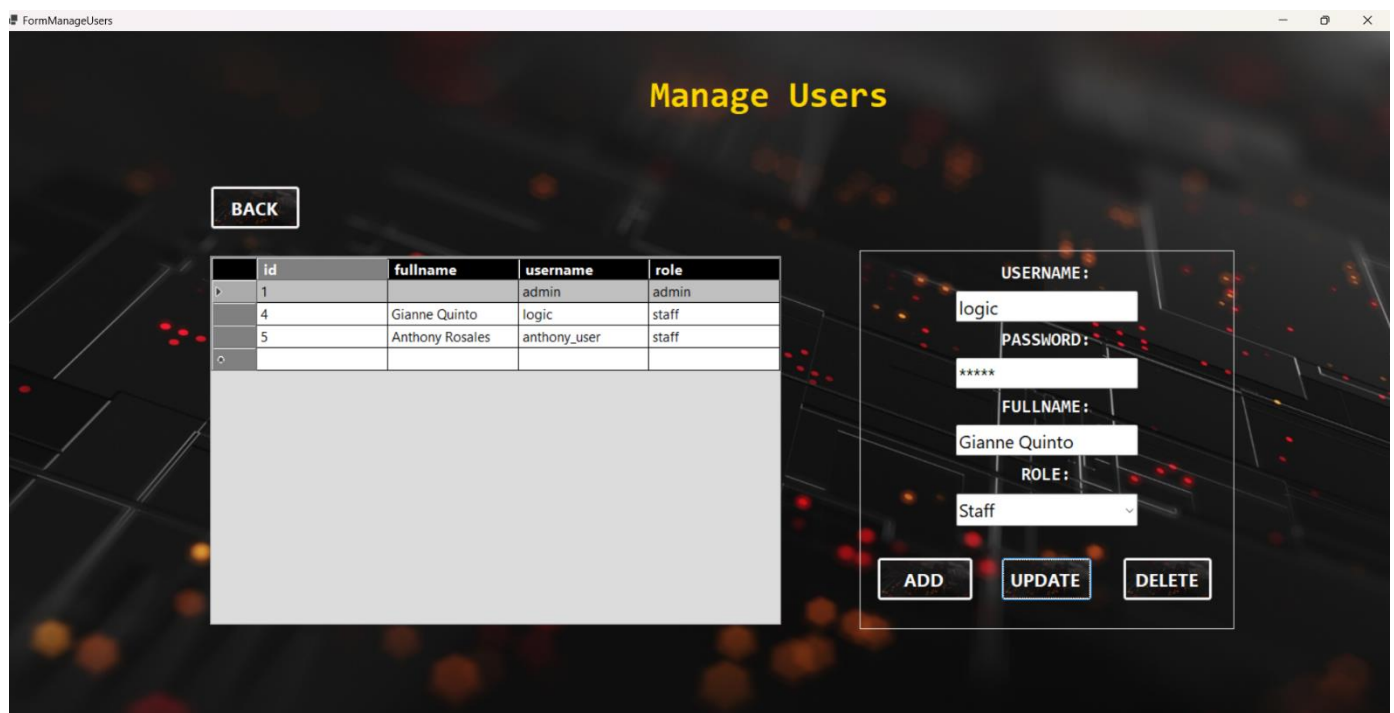 FormManageUsers
Manage Users
BACK
id fullname username role
1 admin admin
4 Gianne Quinto logic staff
5 Anthony Rosales anthony_user staff
USERNAME:
logic
PASSWORD:
*****
FULLNAME:
Gianne Quinto
ROLE:
Staff
ADD UPDATE DELETE